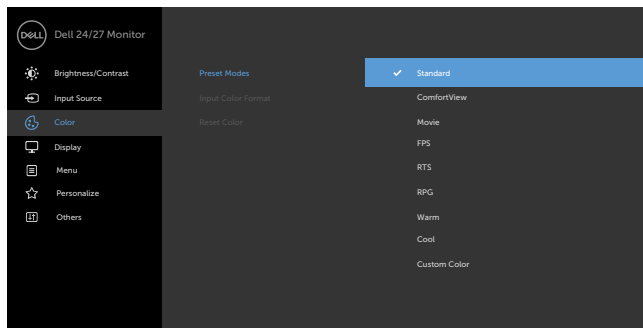 DELL Dell 24/27 Monitor
Brightness/Contrast
Preset Modes
Standard
Input Source
Input Color Format
ComfortView
Color
Reset Color
Movie
Display
FPS
Menu
RTS
Personalize
RPG
Others
Warm
Cool
Custom Color